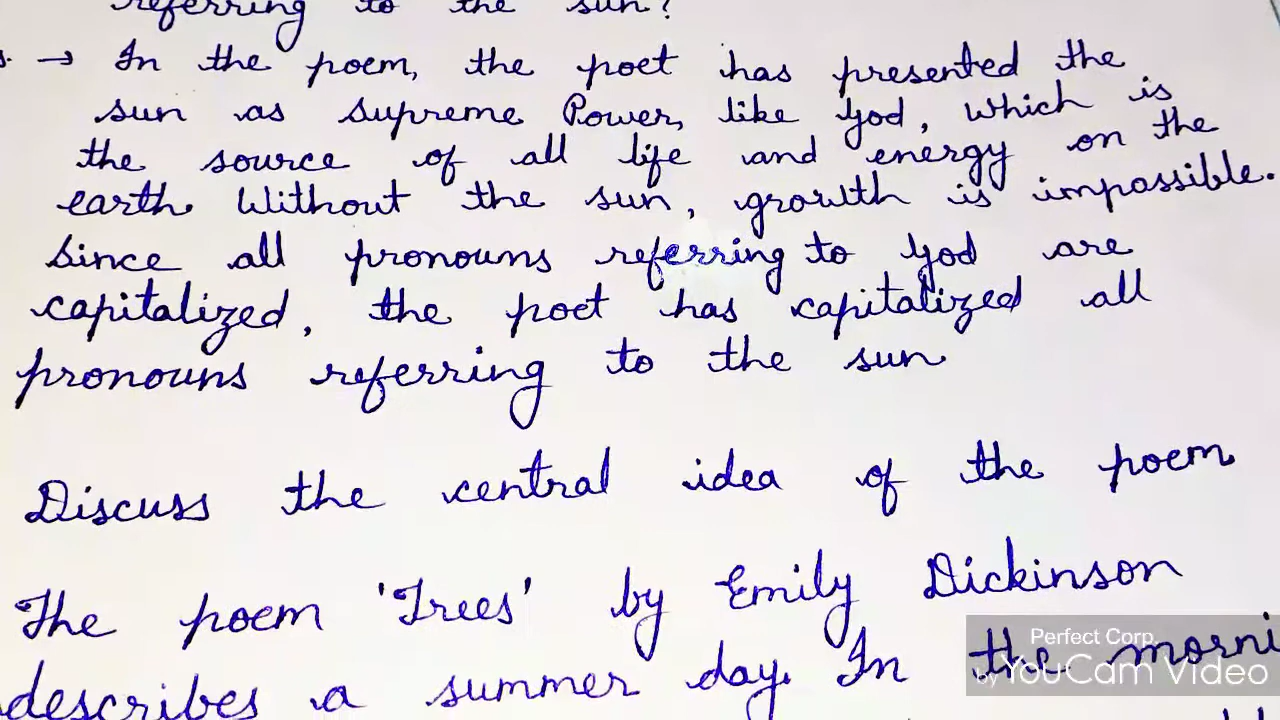 referring to the sun?
s. → In the poem, the poet has presented the
sun as supreme Power, like God, which is
the source of all life and energy on the
earth. Without the sun, growth is impassible.
Since all pronouns referring to God are
capitalized, the poet has capitalized all
pronouns referring to the sun
Discuss the central idea of the poem
The poem 'Trees' by Emily Dickinson
describes a summer day. In the morni
Perfect Corp.
by YouCam Video